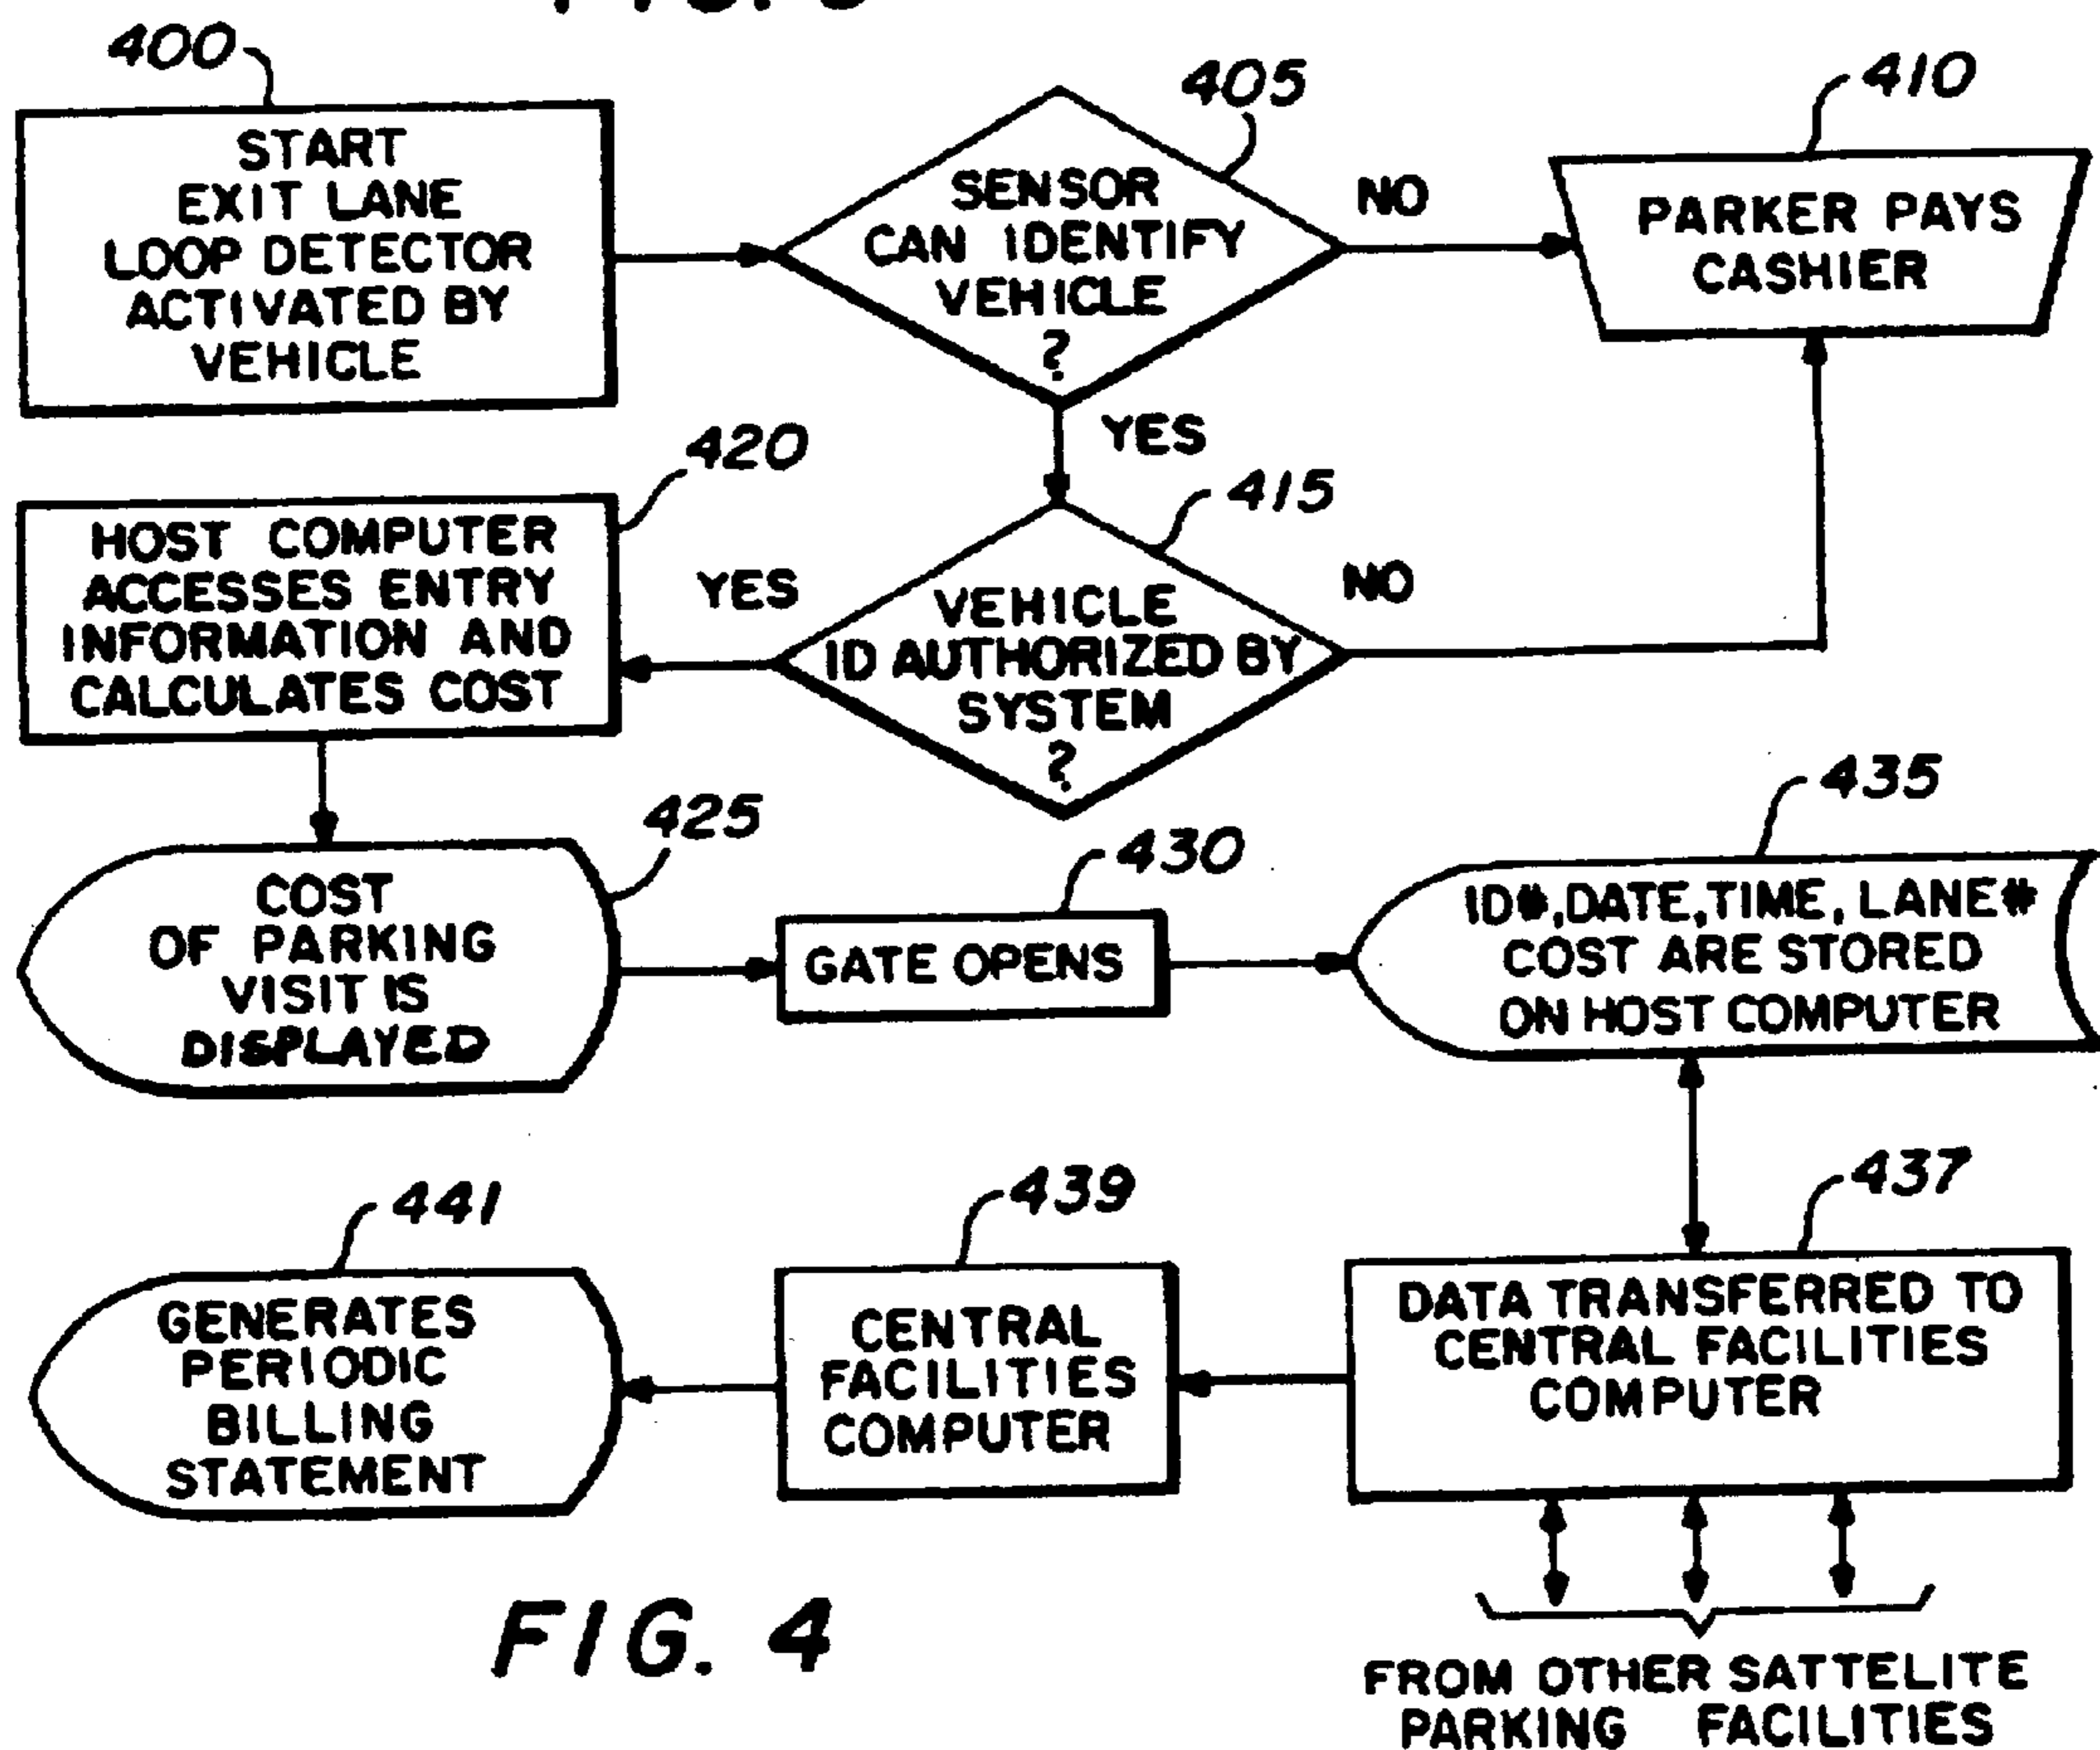 400
START
EXIT LANE
LOOP DETECTOR
ACTIVATED BY
VEHICLE
405
SENSOR
CAN IDENTIFY
VEHICLE
?
NO
410
PARKER PAYS
CASHIER
YES
420
HOST COMPUTER
ACCESSES ENTRY
INFORMATION AND
CALCULATES COST
YES
415
VEHICLE
ID AUTHORIZED BY
SYSTEM
?
NO
425
COST
OF PARKING
VISIT IS
DISPLAYED
430
GATE OPENS
435
ID#,DATE,TIME, LANE#
COST ARE STORED
ON HOST COMPUTER
441
GENERATES
PERIODIC
BILLING
STATEMENT
439
CENTRAL
FACILITIES
COMPUTER
437
DATA TRANSFERRED TO
CENTRAL FACILITIES
COMPUTER
FROM OTHER SATTELITE
PARKING FACILITIES
FIG. 4